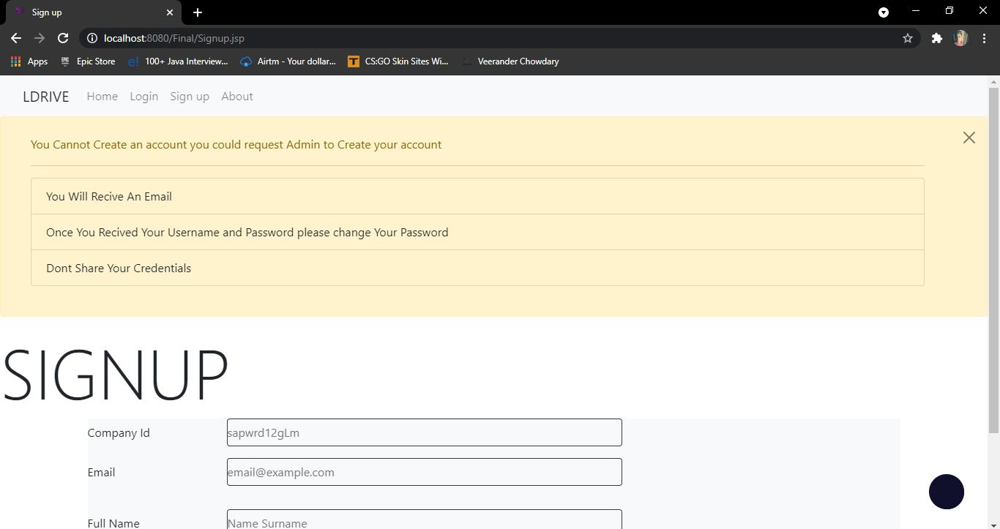 Sign up
localhost:8080/Final/Signup.jsp
Apps Epic Store 100+ Java Interview... Airtm - Your dollar... CS:GO Skin Sites Wi... Veerander Chowdary
LDRIVE Home Login Sign up About
You Cannot Create an account you could request Admin to Create your account
You Will Recive An Email
Once You Recived Your Username and Password please change Your Password
Dont Share Your Credentials
SIGNUP
Company Id sapwrd12gLm
Email email@example.com
Full Name Name Surname